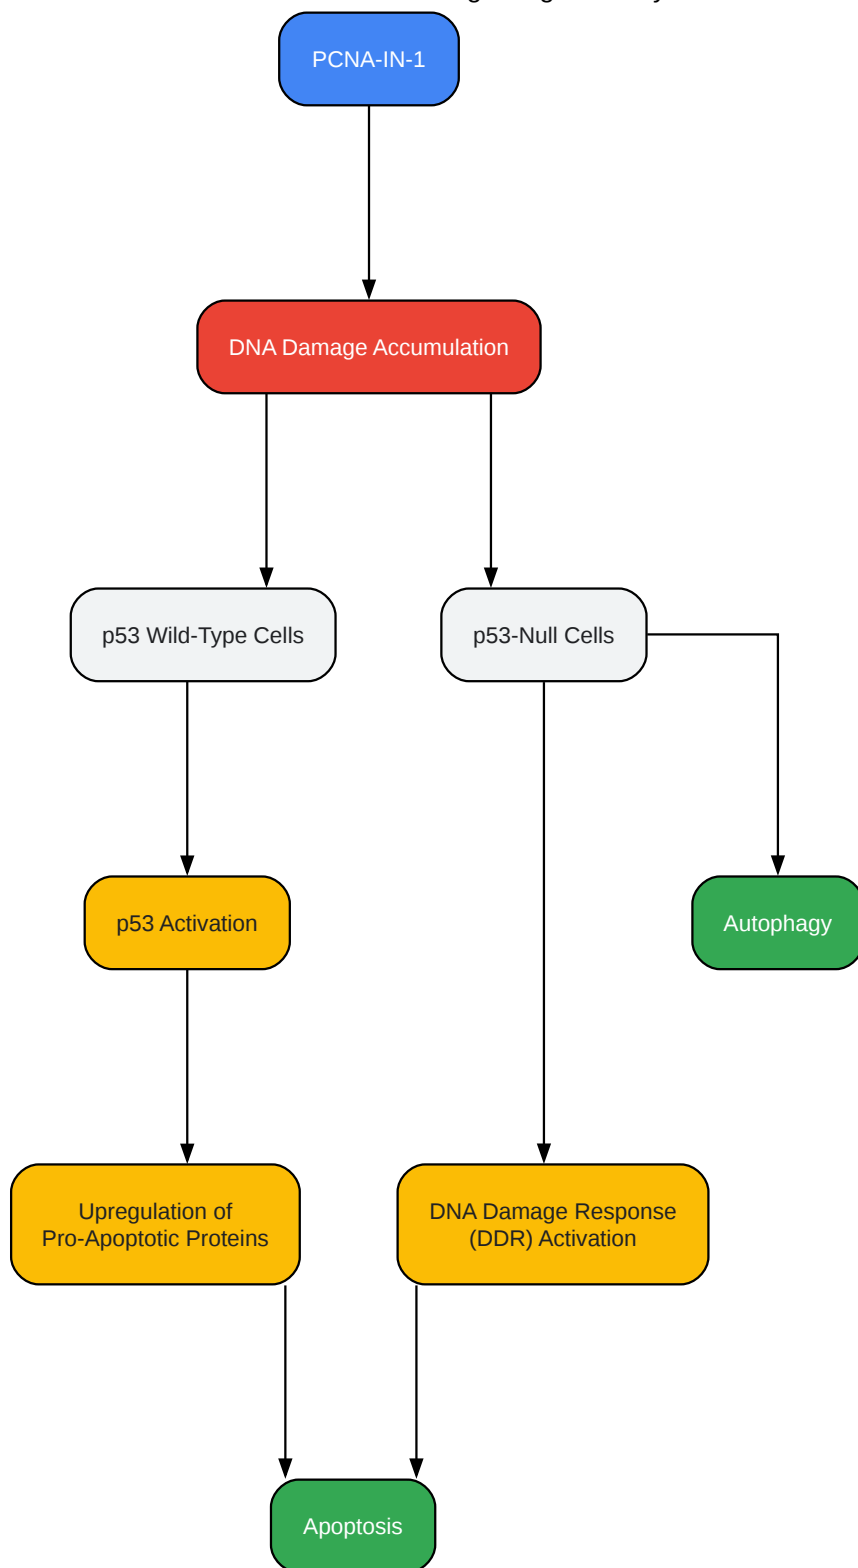 PCNA-IN-1
DNA Damage Accumulation
p53 Wild-Type Cells
p53-Null Cells
p53 Activation
Autophagy
Upregulation of
Pro-Apoptotic Proteins
DNA Damage Response
(DDR) Activation
Apoptosis